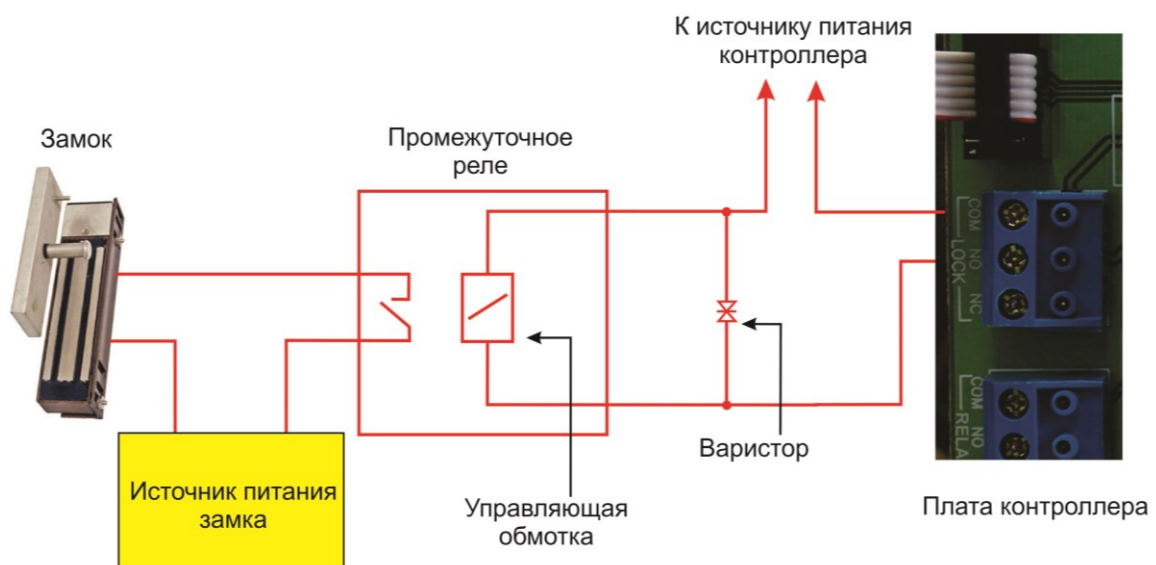 К источнику питания
контроллера
Замок
Промежуточное
реле
COM
NO
NC
LOCK
COM
NO
RELA
Варистор
Источник питания
замка
Управляющая
обмотка
Плата контроллера